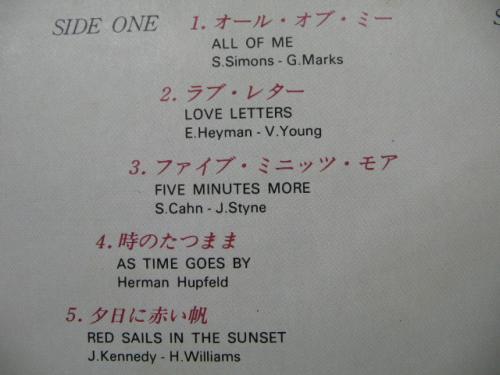 SIDE ONE
1. オール・オブ・ミー
ALL OF ME
S.Simons - G.Marks
2. ラブ・レター
LOVE LETTERS
E.Heyman - V.Young
3. ファイブ・ミニッツ・モア
FIVE MINUTES MORE
S.Cahn - J.Styne
4. 時のたつまま
AS TIME GOES BY
Herman Hupfeld
5. 夕日に赤い帆
RED SAILS IN THE SUNSET
J.Kennedy - H.Williams